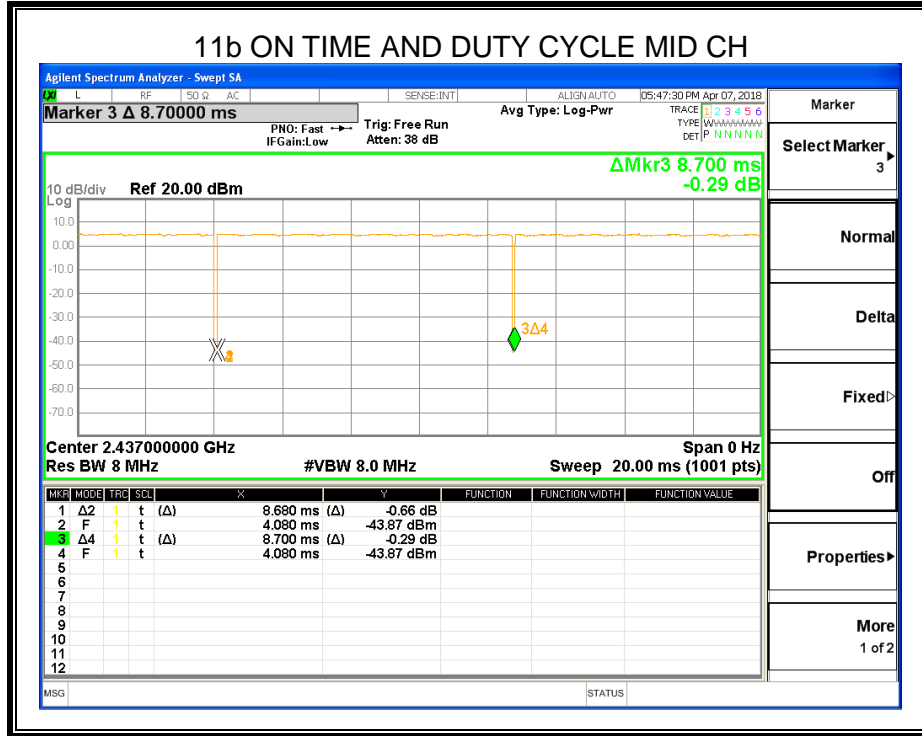 11b ON TIME AND DUTY CYCLE MID CH
Agilent Spectrum Analyzer - Swept SA
LXI L RF 50 Ω AC SENSE:INT ALIGN AUTO 05:47:30 PM Apr 07, 2018
Marker 3 Δ 8.70000 ms
PNO: Fast
IFGain:Low
Trig: Free Run
Atten: 38 dB
Avg Type: Log-Pwr
TRACE 1 2 3 4 5 6
TYPE WWWWWWW
DET P N N N N N
ΔMkr3 8.700 ms
-0.29 dB
10 dB/div Ref 20.00 dBm
Log
10.0
0.00
-10.0
-20.0
-30.0
-40.0
-50.0
-60.0
-70.0
3Δ4
Center 2.437000000 GHz Span 0 Hz
Res BW 8 MHz #VBW 8.0 MHz Sweep 20.00 ms (1001 pts)
MKR MODE TRC SCL X Y FUNCTION FUNCTION WIDTH FUNCTION VALUE
1 Δ2 1 t (Δ) 8.680 ms (Δ) -0.66 dB
2 F 1 t 4.080 ms -43.87 dBm
3 Δ4 1 t (Δ) 8.700 ms (Δ) -0.29 dB
4 F 1 t 4.080 ms -43.87 dBm
5
6
7
8
9
10
11
12
MSG STATUS
Marker
Select Marker
3
Normal
Delta
Fixed
Off
Properties
More
1 of 2